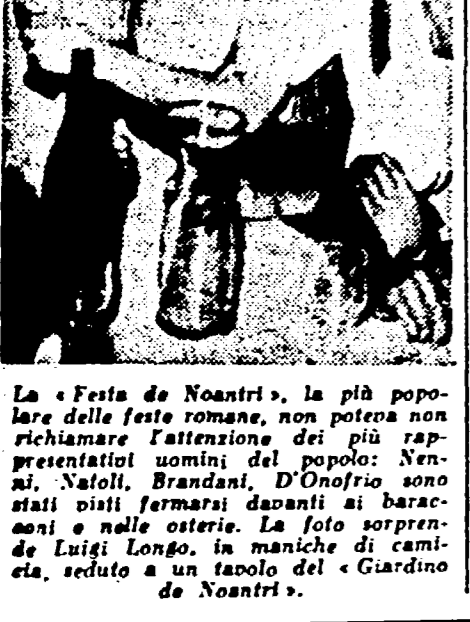 La « Festa de Noantri », la più popo-
lare delle feste romane, non poteva non
richiamare l'attenzione dei più rap-
presentativi uomini del popolo: Nen-
ni, Natoli, Brandani, D'Onofrio sono
stati visti fermarsi davanti ai barac-
coni e nelle osterie. La foto sorpren-
de Luigi Longo, in maniche di cami-
cia, seduto a un tavolo del « Giardino
de Noantri ».